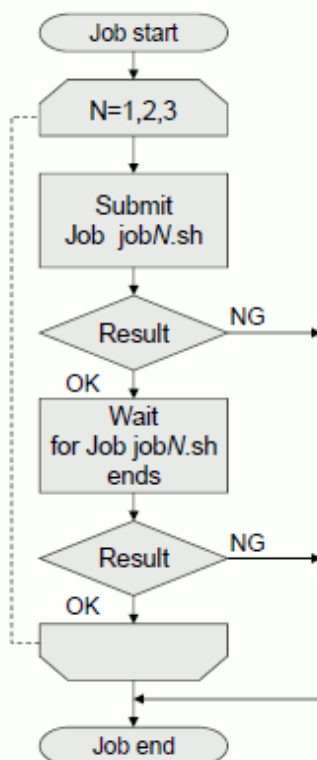 Job start
N=1,2,3
Submit
Job jobN.sh
Result
NG
OK
Wait
for Job jobN.sh
ends
Result
NG
OK
Job end